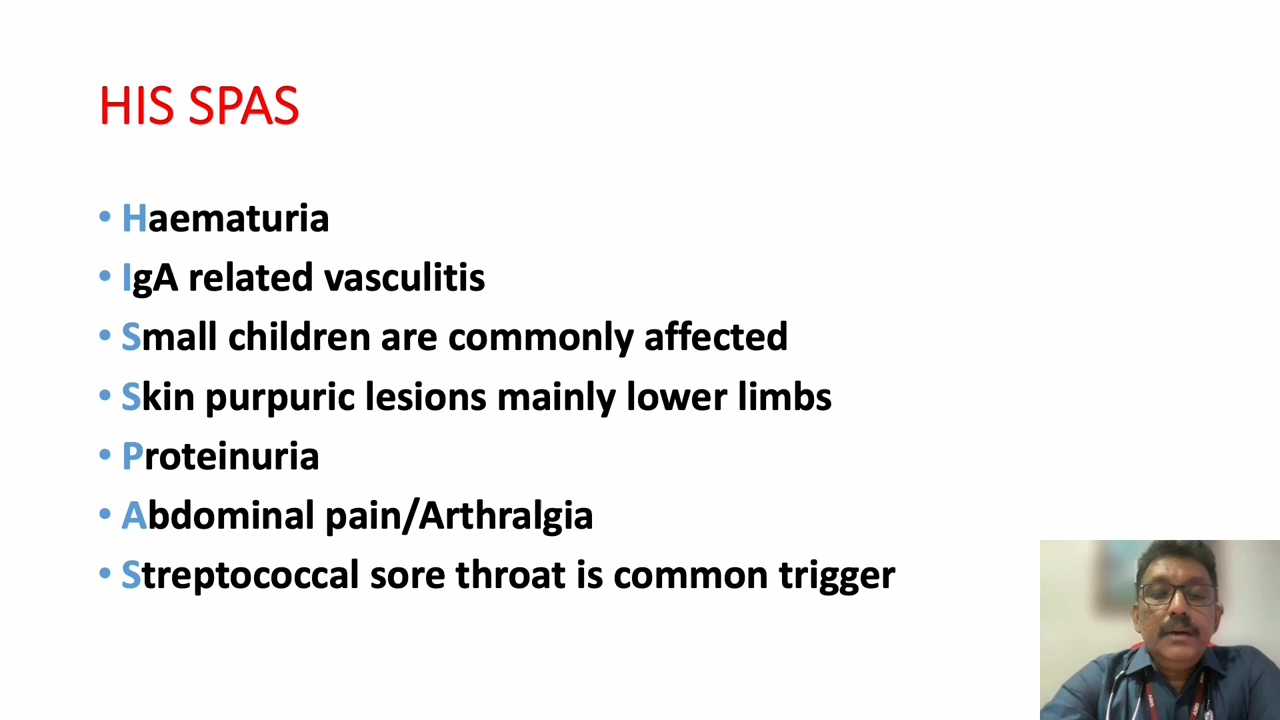 HIS SPAS
• Haematuria
• IgA related vasculitis
• Small children are commonly affected
• Skin purpuric lesions mainly lower limbs
• Proteinuria
• Abdominal pain/Arthralgia
• Streptococcal sore throat is common trigger